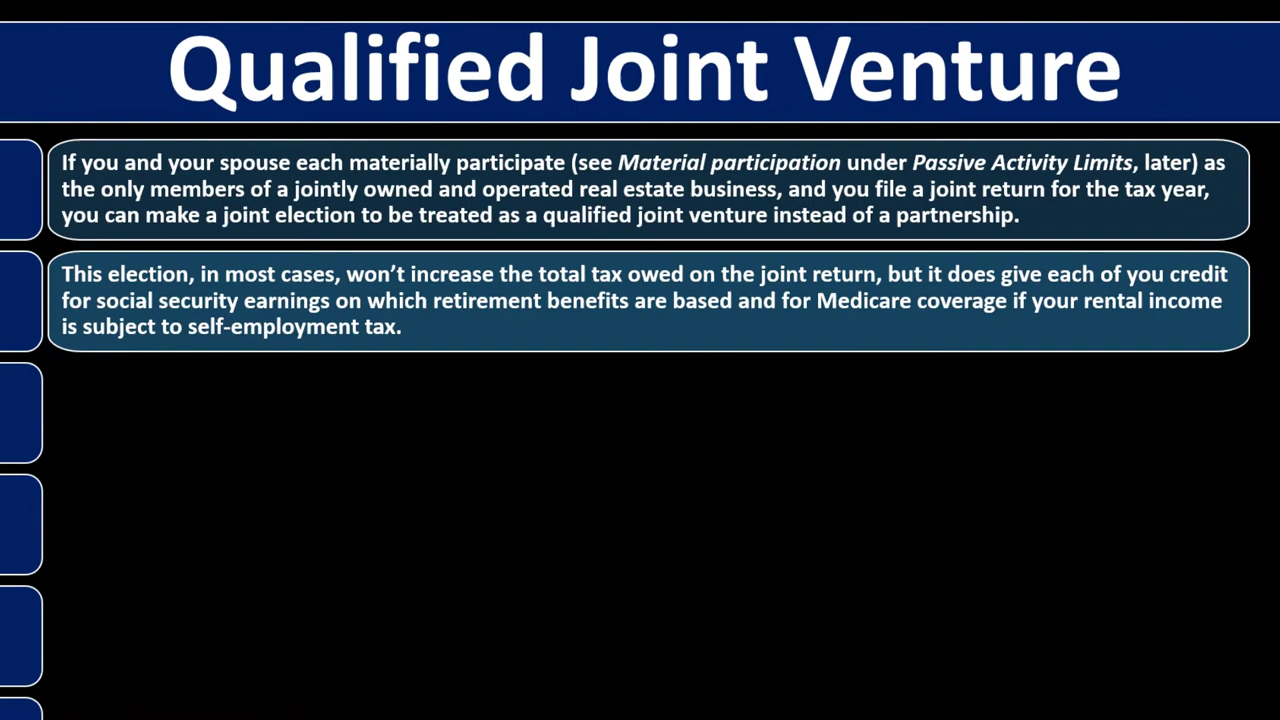 Qualified Joint Venture
If you and your spouse each materially participate (see Material participation under Passive Activity Limits, later) as
the only members of a jointly owned and operated real estate business, and you file a joint return for the tax year,
you can make a joint election to be treated as a qualified joint venture instead of a partnership.
This election, in most cases, won’t increase the total tax owed on the joint return, but it does give each of you credit
for social security earnings on which retirement benefits are based and for Medicare coverage if your rental income
is subject to self-employment tax.